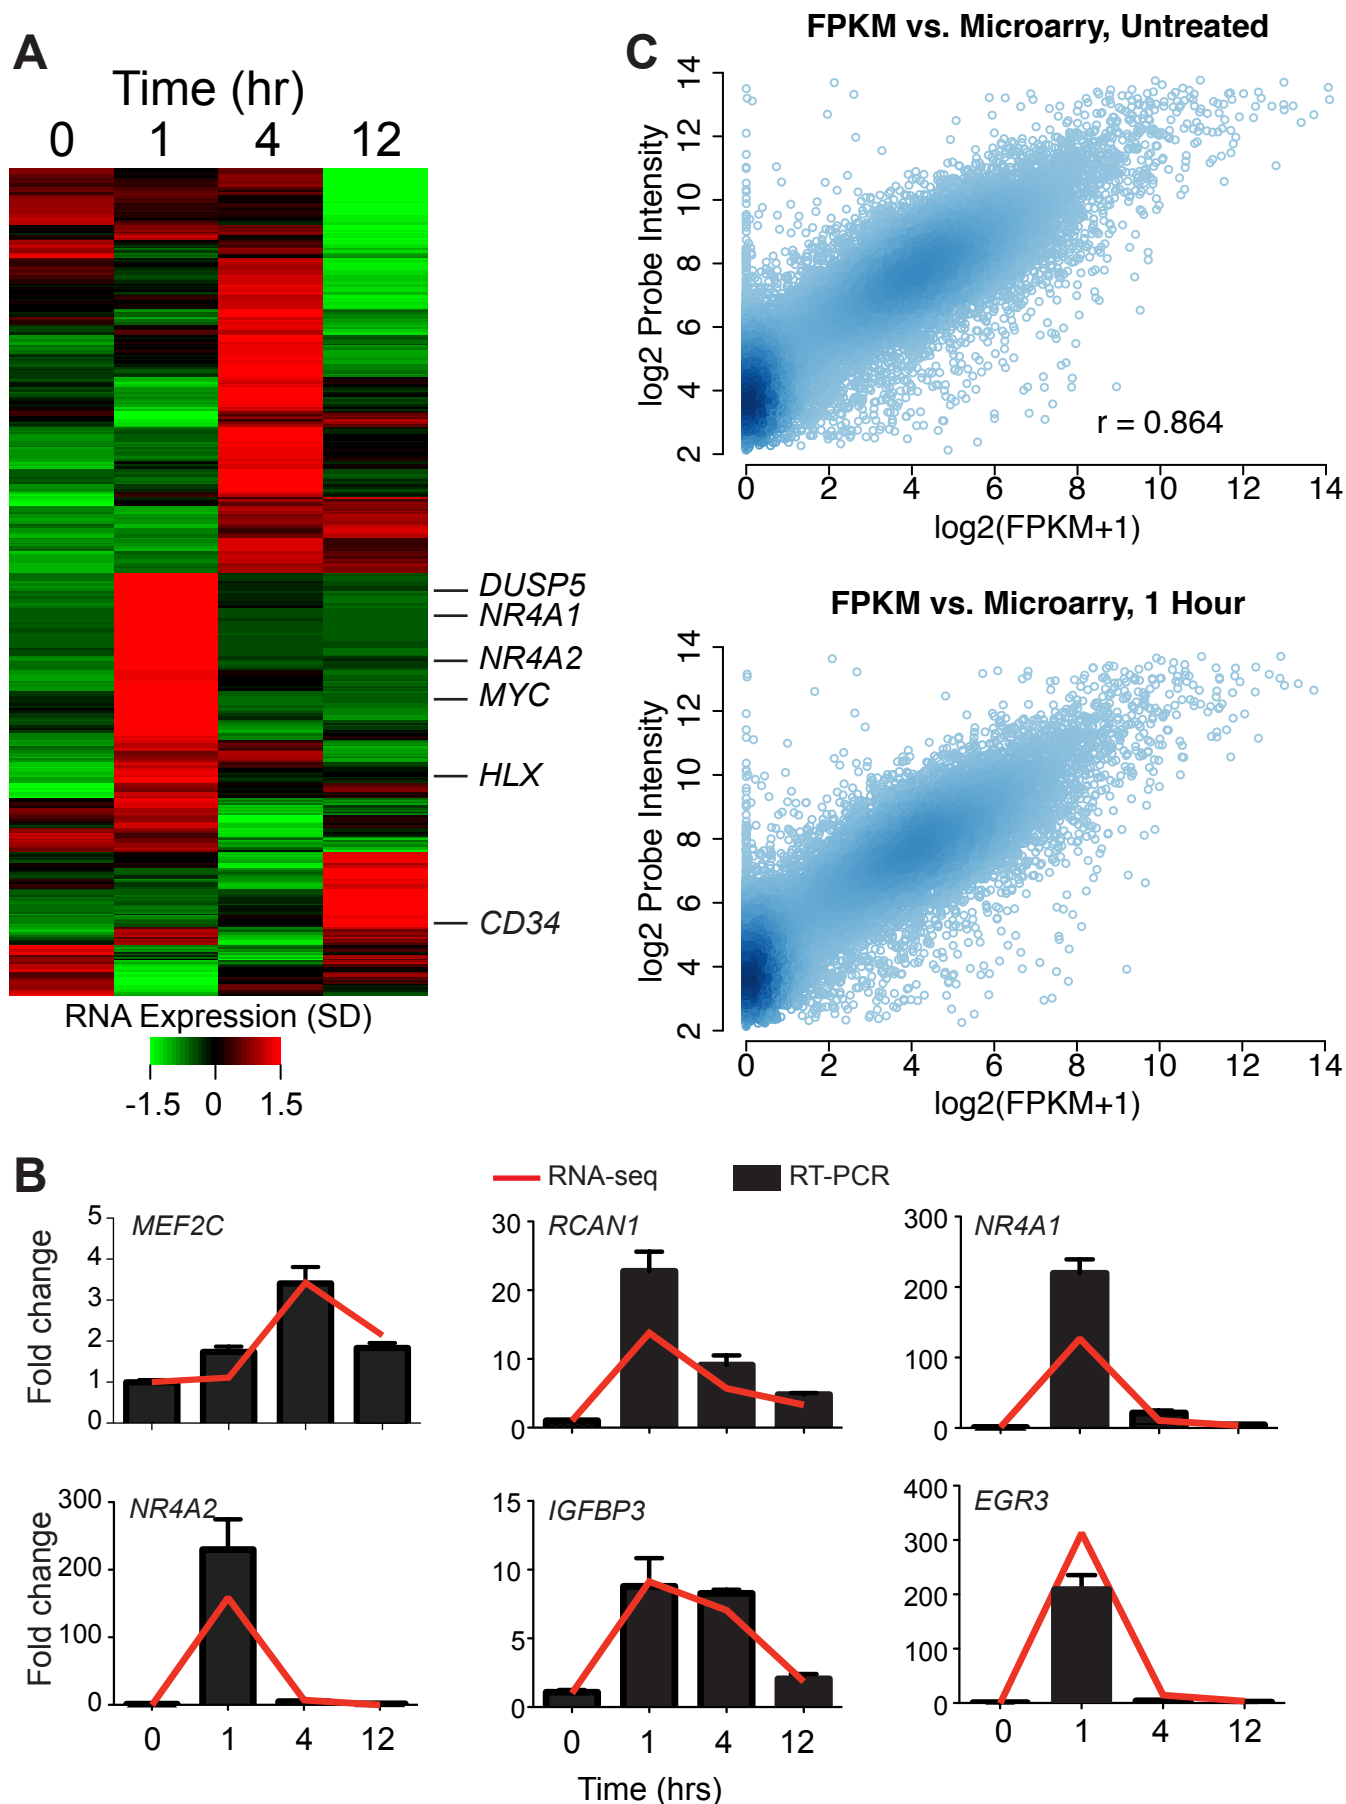 A
Time (hr)
0 1 4 12
DUSP5
NR4A1
NR4A2
MYC
HLX
CD34
RNA Expression (SD)
-1.5 0 1.5
C
FPKM vs. Microarry, Untreated
log2 Probe Intensity
14
12
10
8
6
4
2
r = 0.864
0 2 4 6 8 10 12 14
log2(FPKM+1)
FPKM vs. Microarry, 1 Hour
log2 Probe Intensity
14
12
10
8
6
4
2
0 2 4 6 8 10 12 14
log2(FPKM+1)
B
RNA-seq RT-PCR
Fold change
MEF2C
5
4
3
2
1
0
RCAN1
30
20
10
0
NR4A1
300
200
100
0
Fold change
NR4A2
300
200
100
0
0 1 4 12
IGFBP3
15
10
5
0
0 1 4 12
EGR3
400
300
200
100
0
0 1 4 12
Time (hrs)